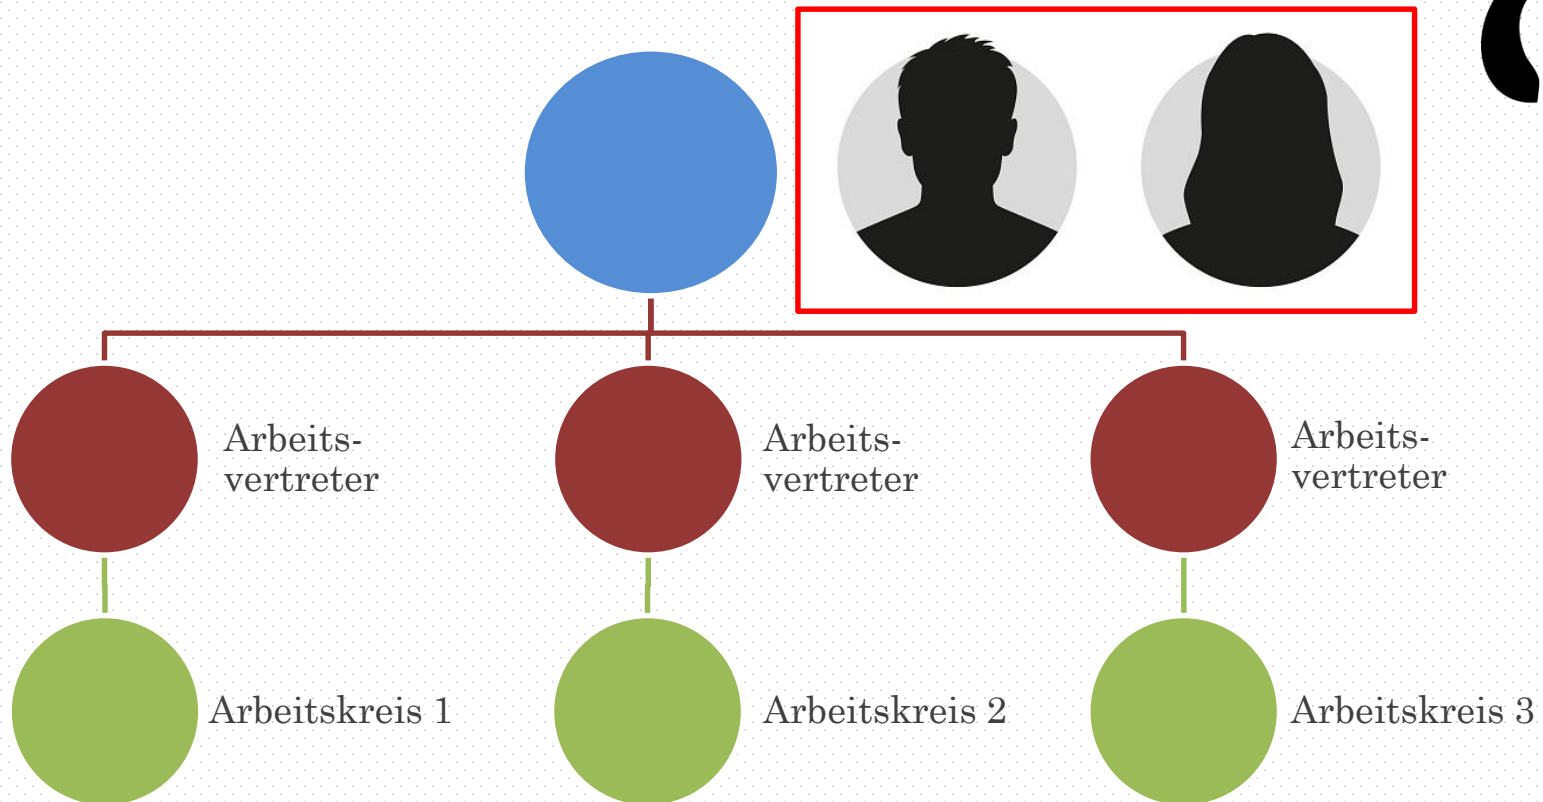 Arbeits-
vertreter
Arbeits-
vertreter
Arbeits-
vertreter
Arbeitskreis 1
Arbeitskreis 2
Arbeitskreis 3